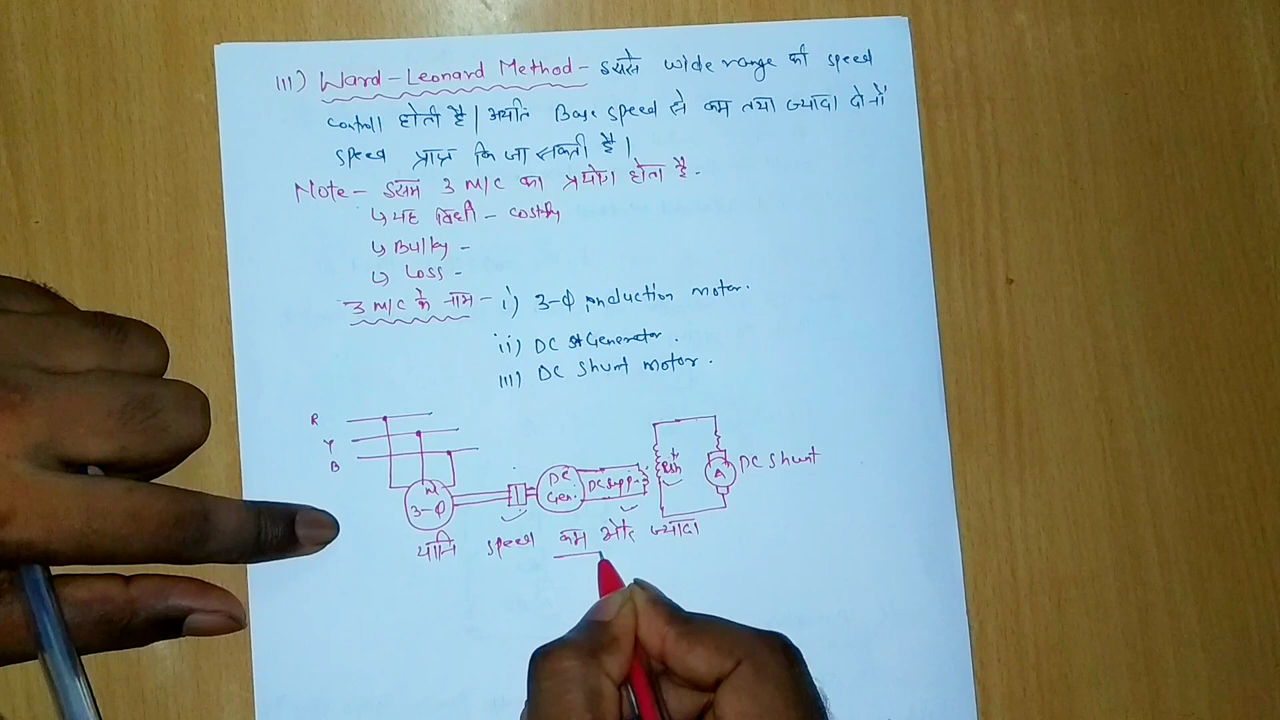 III) Ward-Leonard Method - इससे wide range की speed
control होती है। अर्थात Base speed से कम तथा ज्यादा दोनों
speed प्राप्त कि जा सकती है।
Note - इसमें 3 M/C का प्रयोग होता है.
↳ यह विधी - costly
↳ Bulky -
↳ Loss -
3 M/C के नाम - i) 3-Φ Induction motor.
ii) DC Generator.
III) DC Shunt motor.
R
Y
B
M
3-Φ
DC
Gen.
DC supply
Rsh
A
DC Shunt
यानि speed कम और ज्यादा